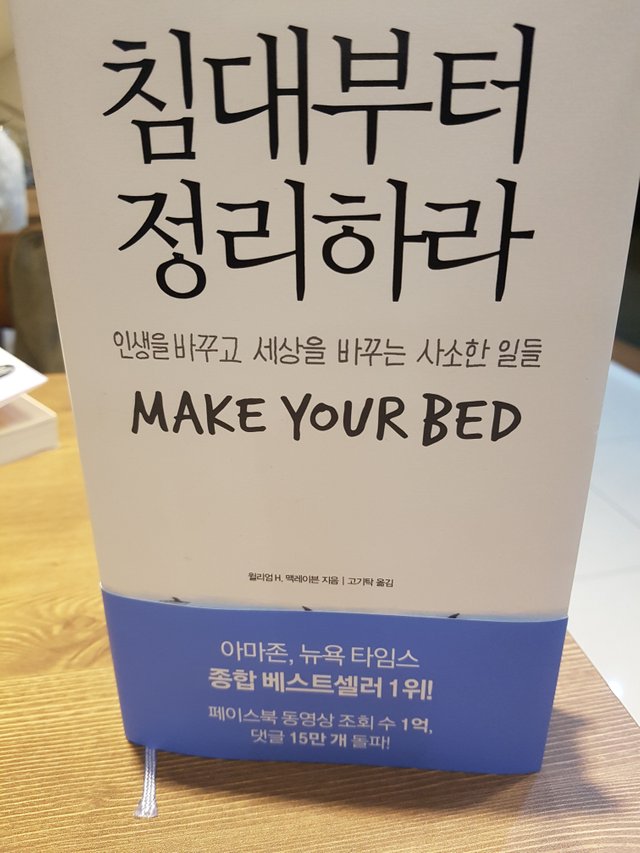 침대부터
정리하라
인생을 바꾸고 세상을 바꾸는 사소한 일들
MAKE YOUR BED
윌리엄 H. 맥레이븐 지음 | 고기탁 옮김
아마존, 뉴욕 타임스
종합 베스트셀러 1위!
페이스북 동영상 조회 수 1억,
댓글 15만 개 돌파!